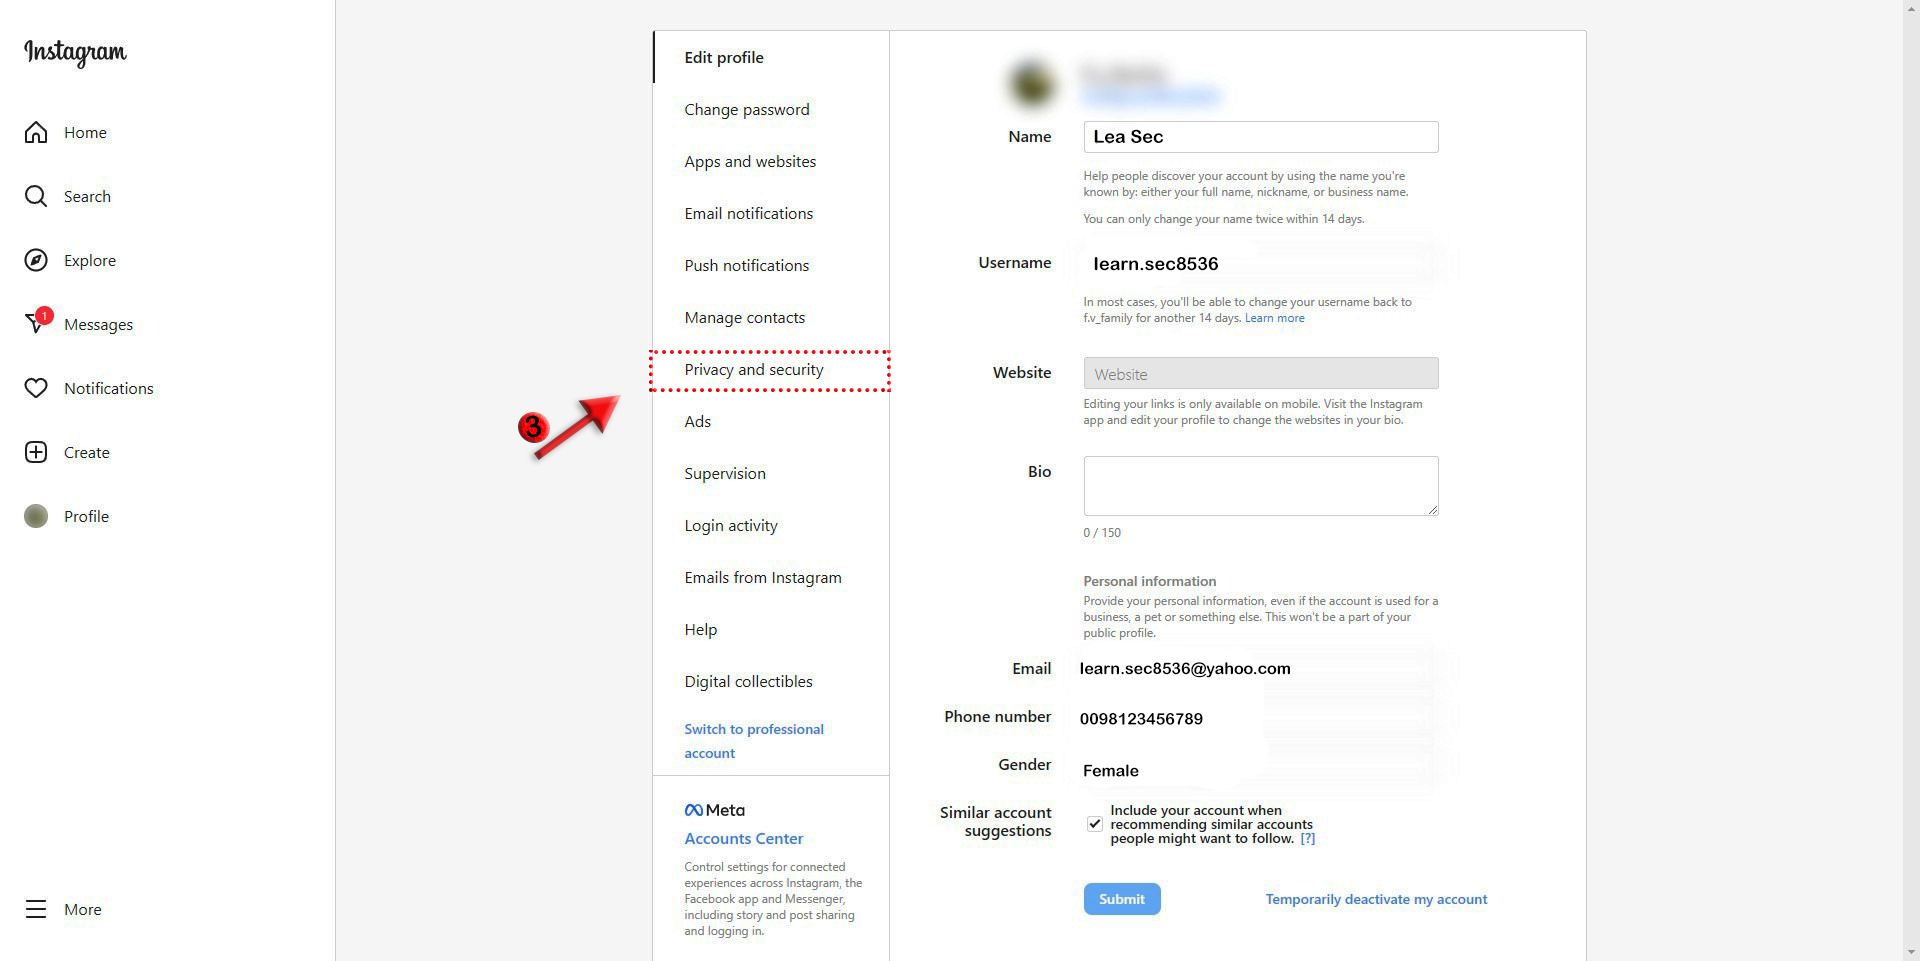 Instagram
Home
Search
Explore
1
Messages
Notifications
Create
Profile
More
3
Edit profile
Change password
Apps and websites
Email notifications
Push notifications
Manage contacts
Privacy and security
Ads
Supervision
Login activity
Emails from Instagram
Help
Digital collectibles
Switch to professional
account
Meta
Accounts Center
Control settings for connected
experiences across Instagram, the
Facebook app and Messenger,
including story and post sharing
and logging in.
Name
Lea Sec
Help people discover your account by using the name you're
known by: either your full name, nickname, or business name.
You can only change your name twice within 14 days.
Username
learn.sec8536
In most cases, you'll be able to change your username back to
f.v_family for another 14 days. Learn more
Website
Website
Editing your links is only available on mobile. Visit the Instagram
app and edit your profile to change the websites in your bio.
Bio
0 / 150
Personal information
Provide your personal information, even if the account is used for a
business, a pet or something else. This won't be a part of your
public profile.
Email
learn.sec8536@yahoo.com
Phone number
0098123456789
Gender
Female
Similar account
suggestions
Include your account when
recommending similar accounts
people might want to follow. [?]
Submit
Temporarily deactivate my account